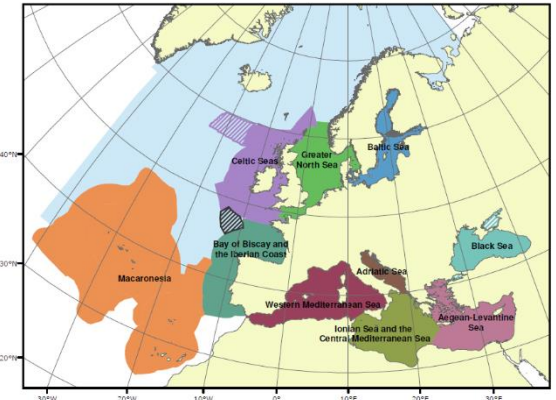 Celtic Seas
Greater
North Sea
Baltic Sea
40°N
Bay of Biscay and
the Iberian Coast
Black Sea
30°N
Macaronesia
Adriatic Sea
Western Mediterranean Sea
Aegean-Levantine
Sea
Ionian Sea and the
Central Mediterranean Sea
20°N
10°W
0°
10°E
20°E
30°E